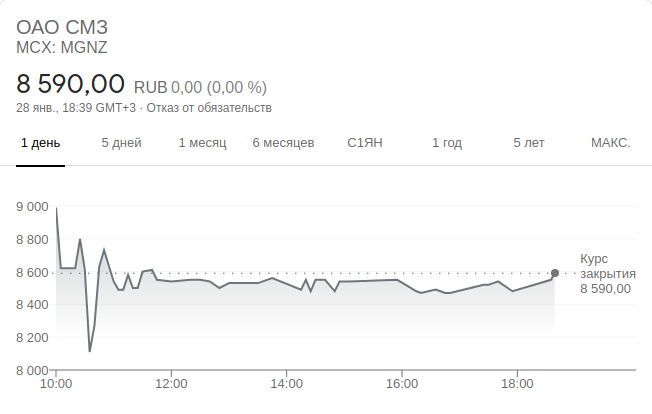 ОАО СМЗ
MCX: MGNZ
8 590,00 RUB 0,00 (0,00 %)
28 янв., 18:39 GMT+3 · Отказ от обязательств
1 день 5 дней 1 месяц 6 месяцев С1ЯН 1 год 5 лет МАКС.
9 000
8 800
8 600
8 400
8 200
8 000
Курс
закрытия
8 590,00
10:00 12:00 14:00 16:00 18:00